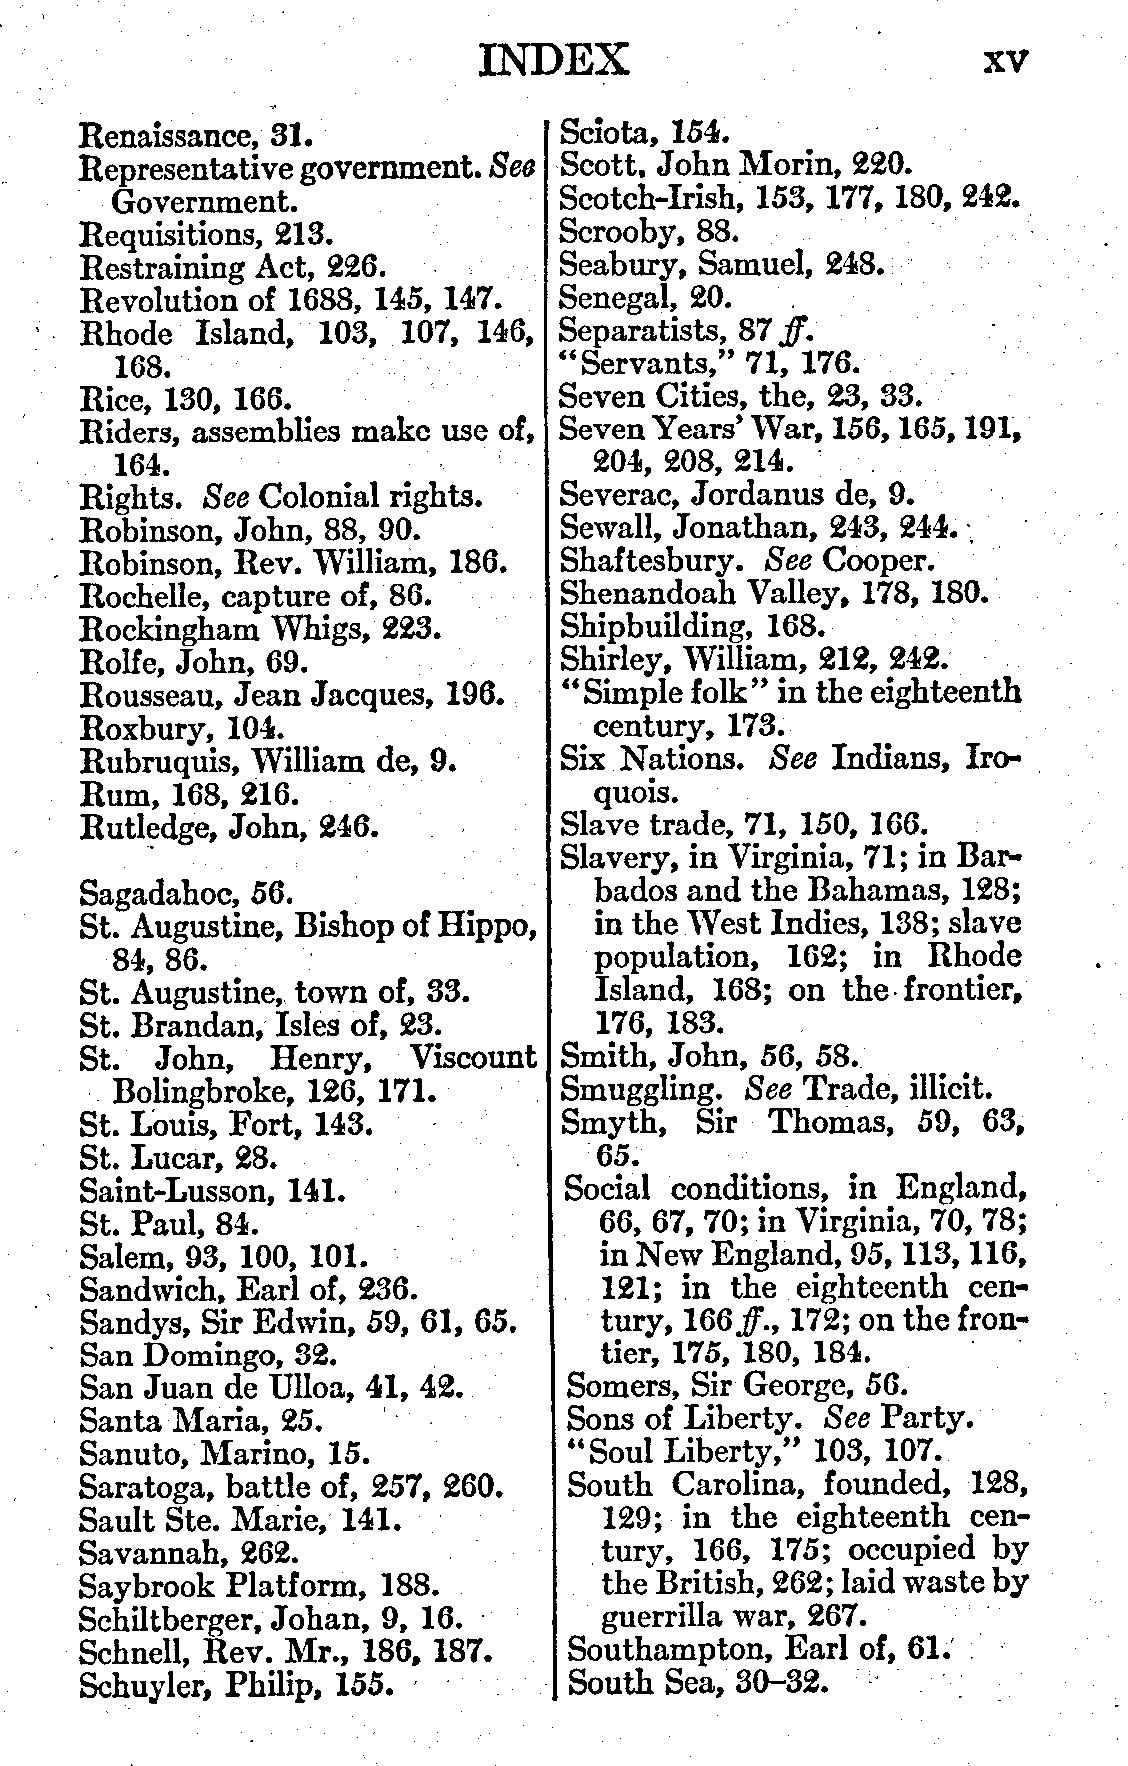 INDEX xv
Renaissance, 31.
Representative government. See
Government.
Requisitions, 213.
Restraining Act, 226.
Revolution of 1688, 145, 147.
Rhode Island, 103, 107, 146,
168.
Rice, 130, 166.
Riders, assemblies make use of,
164.
Rights. See Colonial rights.
Robinson, John, 88, 90.
Robinson, Rev. William, 186.
Rochelle, capture of, 86.
Rockingham Whigs, 223.
Rolfe, John, 69.
Rousseau, Jean Jacques, 196.
Roxbury, 104.
Rubruquis, William de, 9.
Rum, 168, 216.
Rutledge, John, 246.
Sagadahoc, 56.
St. Augustine, Bishop of Hippo,
84, 86.
St. Augustine, town of, 33.
St. Brandan, Isles of, 23.
St. John, Henry, Viscount
Bolingbroke, 126, 171.
St. Louis, Fort, 143.
St. Lucar, 28.
Saint-Lusson, 141.
St. Paul, 84.
Salem, 93, 100, 101.
Sandwich, Earl of, 236.
Sandys, Sir Edwin, 59, 61, 65.
San Domingo, 32.
San Juan de Ulloa, 41, 42.
Santa Maria, 25.
Sanuto, Marino, 15.
Saratoga, battle of, 257, 260.
Sault Ste. Marie, 141.
Savannah, 262.
Saybrook Platform, 188.
Schiltberger, Johan, 9, 16.
Schnell, Rev. Mr., 186, 187.
Schuyler, Philip, 155.
Sciota, 154.
Scott, John Morin, 220.
Scotch-Irish, 153, 177, 180, 242.
Scrooby, 88.
Seabury, Samuel, 248.
Senegal, 20.
Separatists, 87 ff.
"Servants," 71, 176.
Seven Cities, the, 23, 33.
Seven Years' War, 156, 165, 191,
204, 208, 214.
Severac, Jordanus de, 9.
Sewall, Jonathan, 243, 244.
Shaftesbury. See Cooper.
Shenandoah Valley, 178, 180.
Shipbuilding, 168.
Shirley, William, 212, 242.
"Simple folk" in the eighteenth
century, 173.
Six Nations. See Indians, Iro-
quois.
Slave trade, 71, 150, 166.
Slavery, in Virginia, 71; in Bar-
bados and the Bahamas, 128;
in the West Indies, 138; slave
population, 162; in Rhode
Island, 168; on the frontier,
176, 183.
Smith, John, 56, 58.
Smuggling. See Trade, illicit.
Smyth, Sir Thomas, 59, 63,
65.
Social conditions, in England,
66, 67, 70; in Virginia, 70, 78;
in New England, 95, 113, 116,
121; in the eighteenth cen-
tury, 166 ff., 172; on the fron-
tier, 175, 180, 184.
Somers, Sir George, 56.
Sons of Liberty. See Party.
"Soul Liberty," 103, 107.
South Carolina, founded, 128,
129; in the eighteenth cen-
tury, 166, 175; occupied by
the British, 262; laid waste by
guerrilla war, 267.
Southampton, Earl of, 61.
South Sea, 30–32.